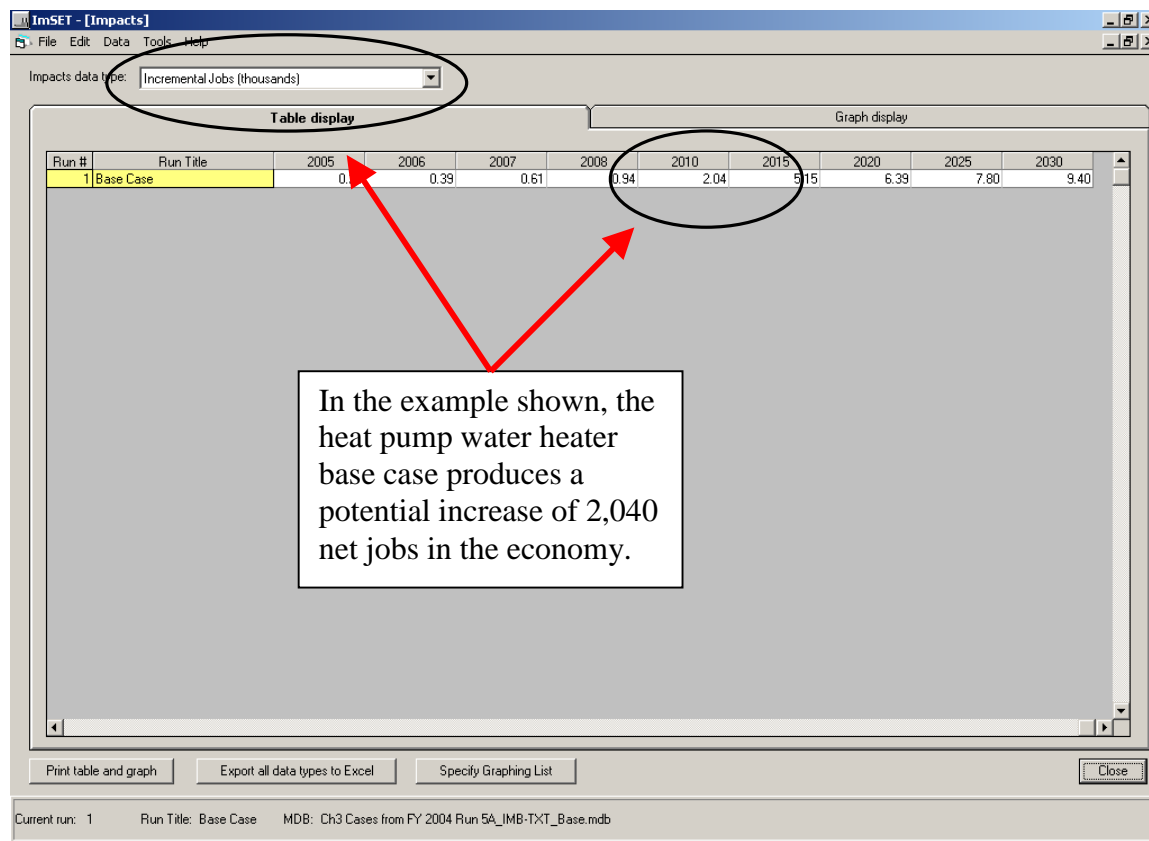 ImSET - [Impacts]
File Edit Data Tools Help
Impacts data type: Incremental Jobs (thousands)
Table display Graph display
Run # Run Title 2005 2006 2007 2008 2010 2015 2020 2025 2030
1 Base Case 0. 0.39 0.61 0.94 2.04 5.15 6.39 7.80 9.40
In the example shown, the
heat pump water heater
base case produces a
potential increase of 2,040
net jobs in the economy.
Print table and graph Export all data types to Excel Specify Graphing List Close
Current run: 1 Run Title: Base Case MDB: Ch3 Cases from FY 2004 Run 5A_IMB-TXT_Base.mdb